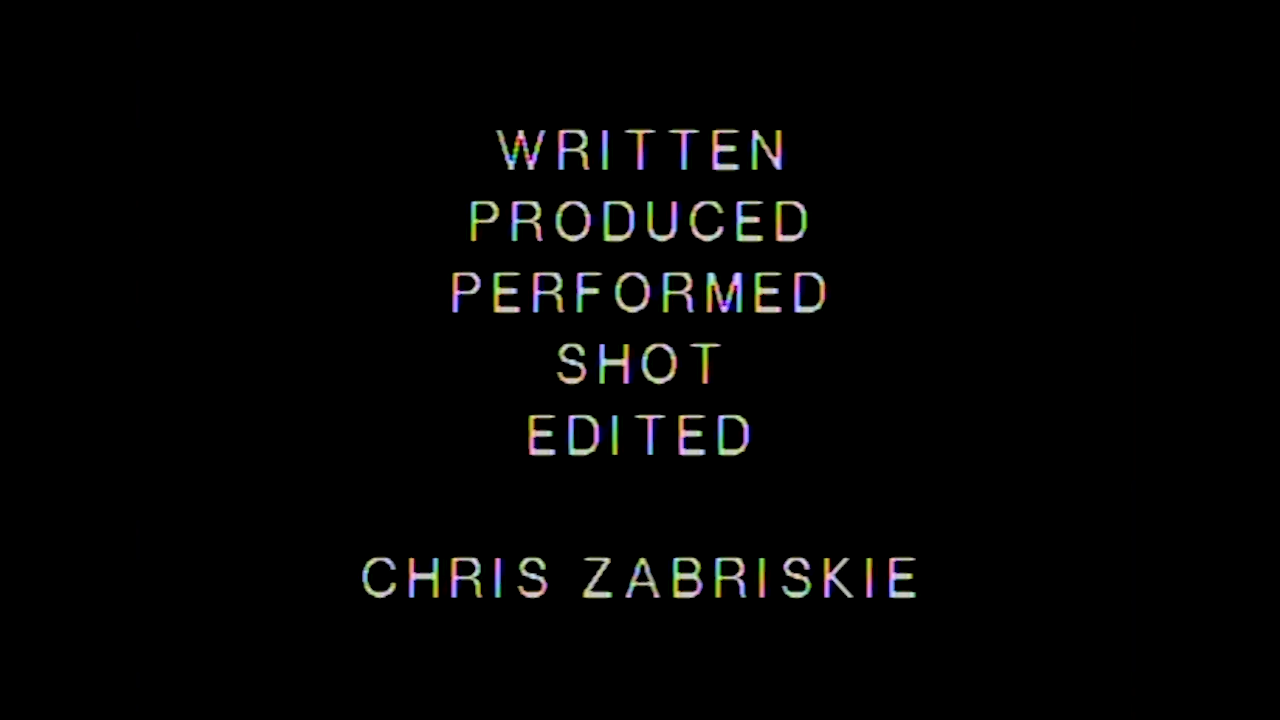 WRITTEN
PRODUCED
PERFORMED
SHOT
EDITED
CHRIS ZABRISKIE